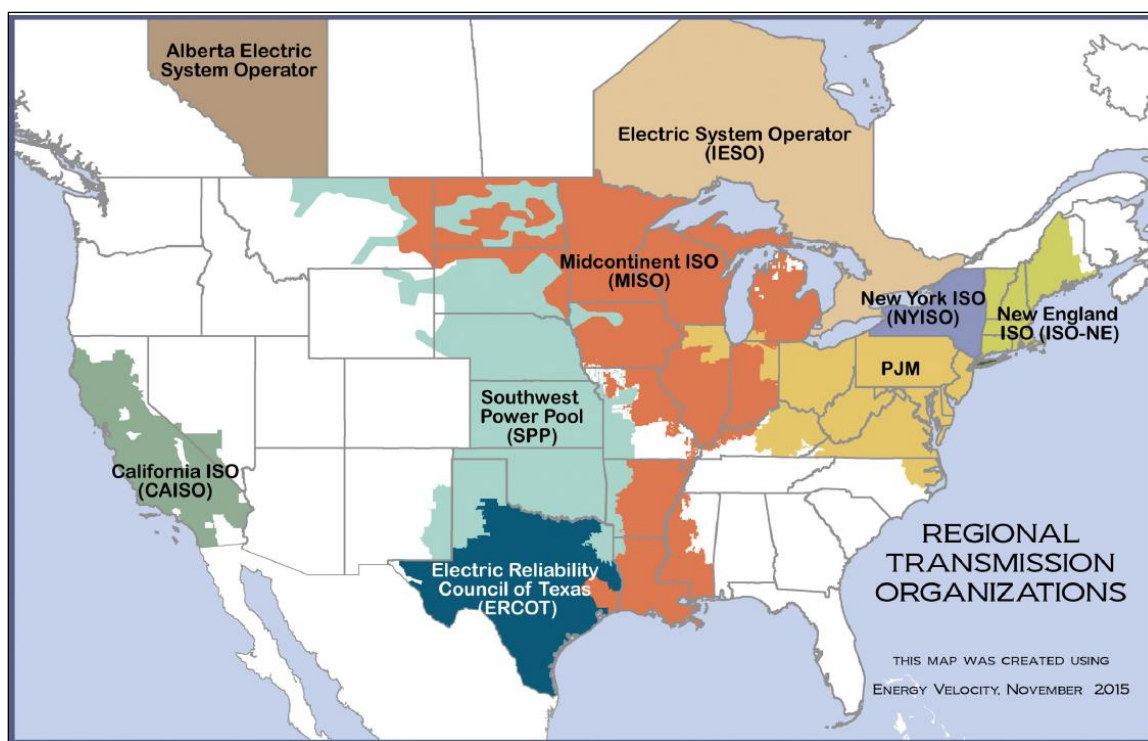 Alberta Electric
System Operator
Electric System Operator
(IESO)
Midcontinent ISO
(MISO)
New York ISO
(NYISO)
New England
ISO (ISO-NE)
PJM
Southwest
Power Pool
(SPP)
California ISO
(CAISO)
Electric Reliability
Council of Texas
(ERCOT)
REGIONAL
TRANSMISSION
ORGANIZATIONS
THIS MAP WAS CREATED USING
ENERGY VELOCITY, NOVEMBER 2015